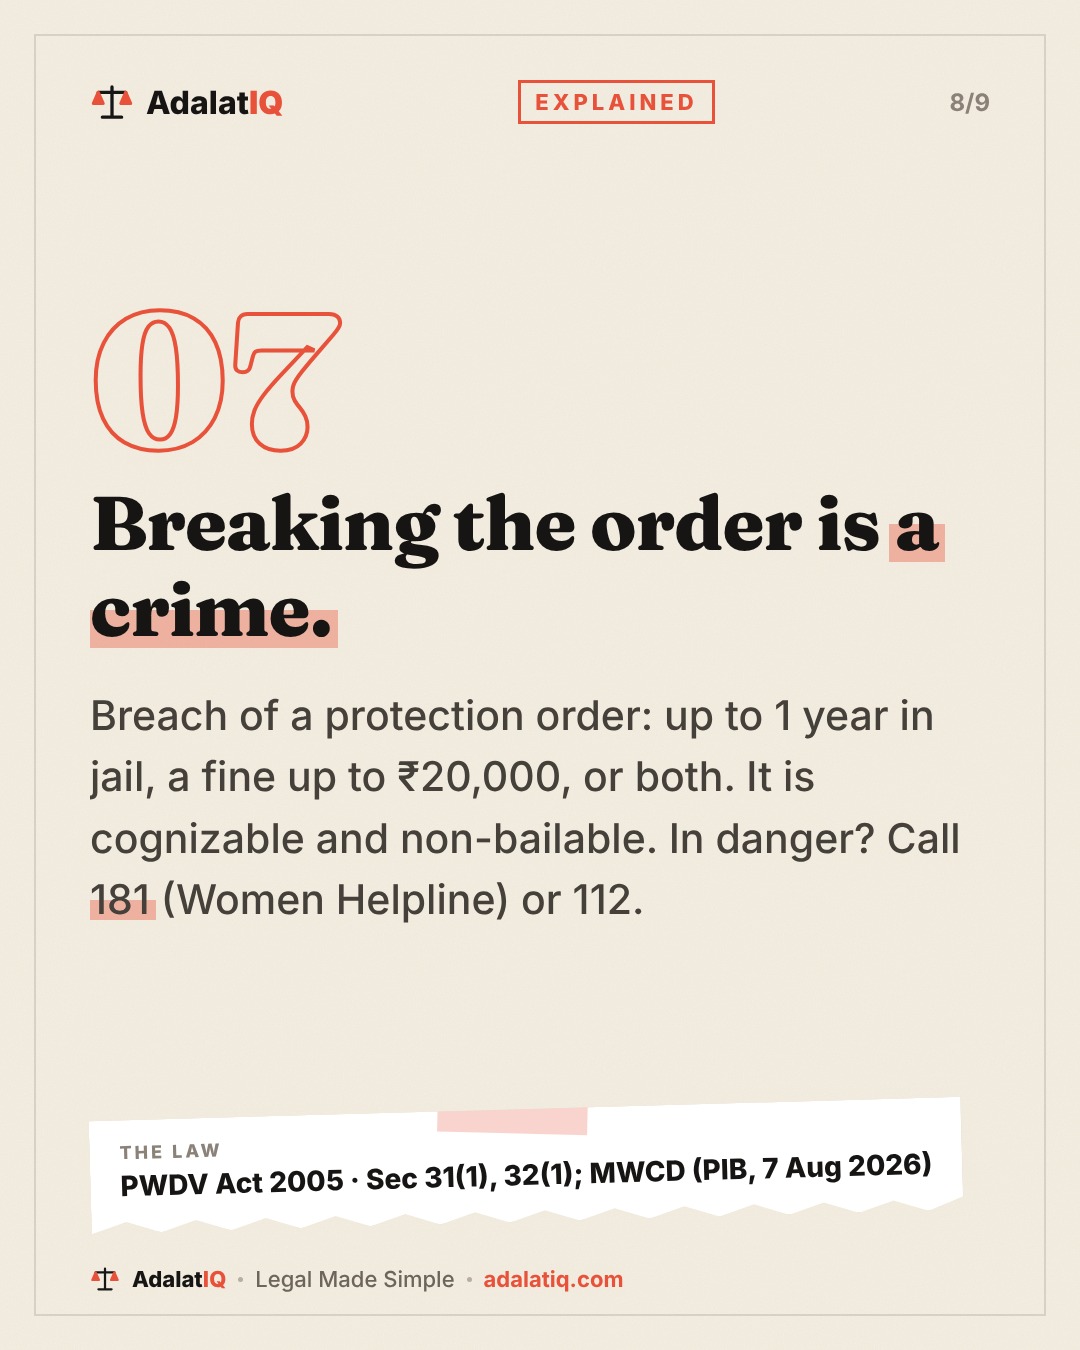 AdalatIQ
EXPLAINED
8/9
07
Breaking the order is a
crime.
Breach of a protection order: up to 1 year in
jail, a fine up to ₹20,000, or both. It is
cognizable and non-bailable. In danger? Call
181 (Women Helpline) or 112.
THE LAW
PWDV Act 2005 · Sec 31(1), 32(1); MWCD (PIB, 7 Aug 2026)
AdalatIQ • Legal Made Simple • adalatiq.com